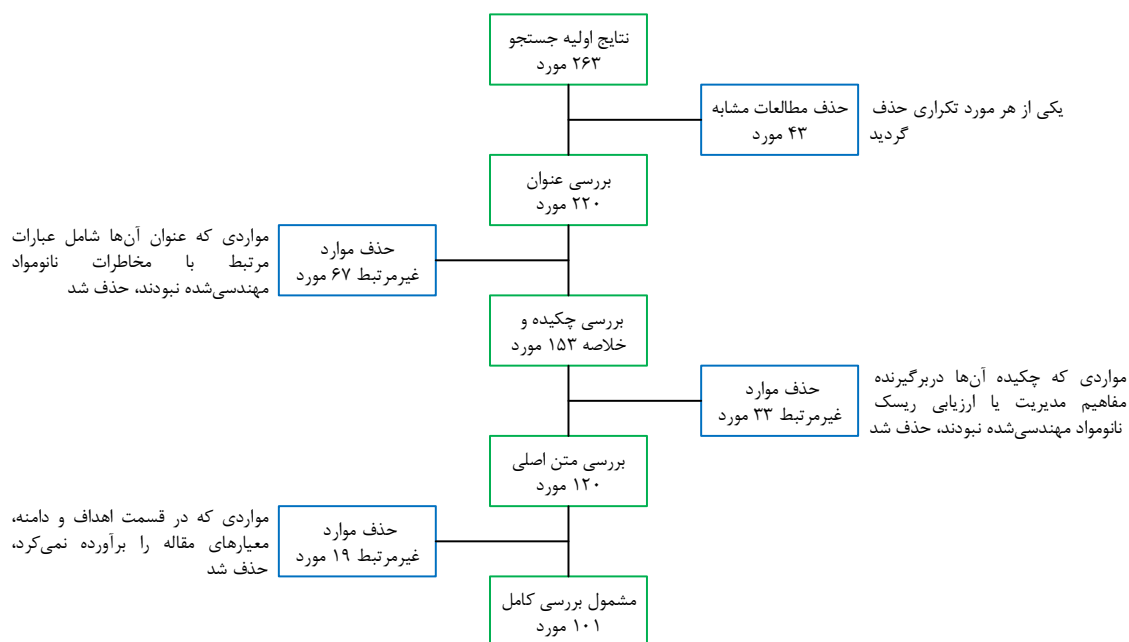 نتایج اولیه جستجو
۲۶۳ مورد
حذف مطالعات مشابه
۴۳ مورد
یکی از هر مورد تکراری حذف
گردید
بررسی عنوان
۲۲۰ مورد
حذف موارد
غیرمرتبط ۶۷ مورد
مواردی که عنوان آن‌ها شامل عبارات
مرتبط با مخاطرات نانومواد
مهندسی‌شده نبودند، حذف شد
بررسی چکیده و
خلاصه ۱۵۳ مورد
حذف موارد
غیرمرتبط ۳۳ مورد
مواردی که چکیده آن‌ها دربرگیرنده
مفاهیم مدیریت یا ارزیابی ریسک
نانومواد مهندسی‌شده نبودند، حذف شد
بررسی متن اصلی
۱۲۰ مورد
حذف موارد
غیرمرتبط ۱۹ مورد
مواردی که در قسمت اهداف و دامنه،
معیارهای مقاله را برآورده نمی‌کرد،
حذف شد
مشمول بررسی کامل
۱۰۱ مورد